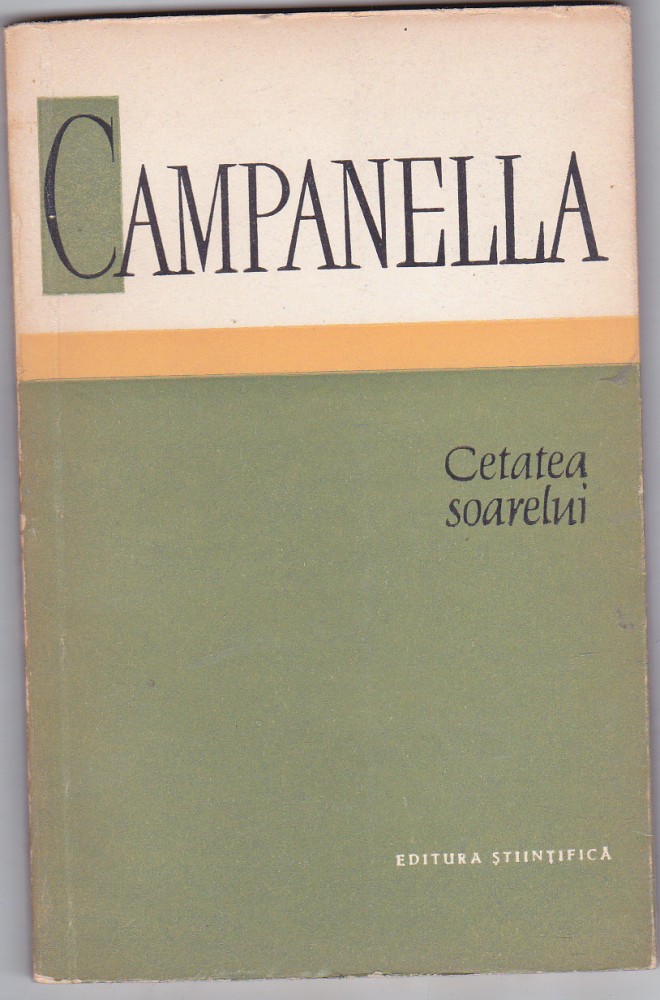 CAMPANELLA
Cetatea
soarelui
EDITURA ŞTIINŢIFICĂ